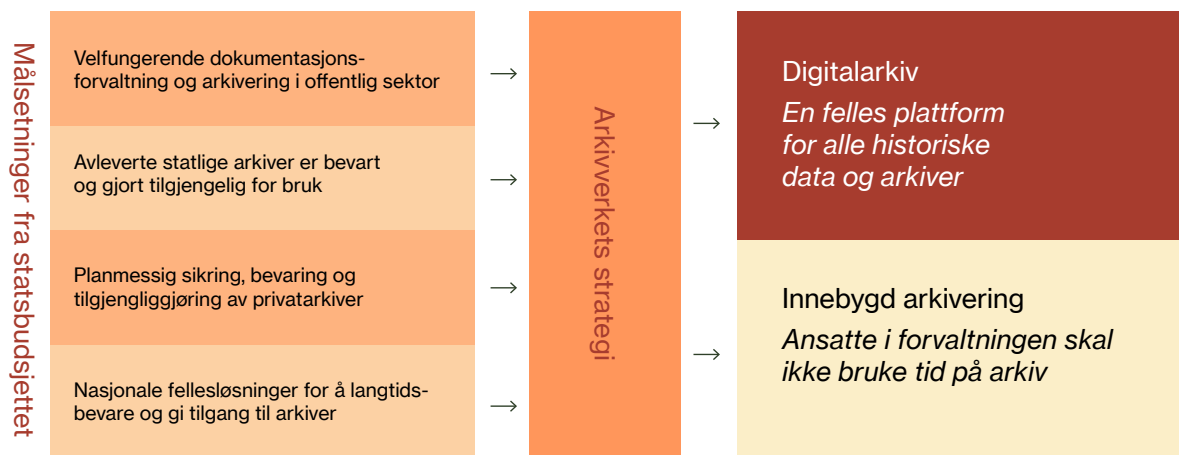 Målsetninger fra statsbudsjettet
Velfungerende dokumentasjons-
forvaltning og arkivering i offentlig sektor
Avleverte statlige arkiver er bevart
og gjort tilgjengelig for bruk
Planmessig sikring, bevaring og
tilgjengliggjøring av privatarkiver
Nasjonale fellesløsninger for å langtids-
bevare og gi tilgang til arkiver
Arkivverkets strategi
Digitalarkiv
En felles plattform
for alle historiske
data og arkiver
Innebygd arkivering
Ansatte i forvaltningen skal
ikke bruke tid på arkiv